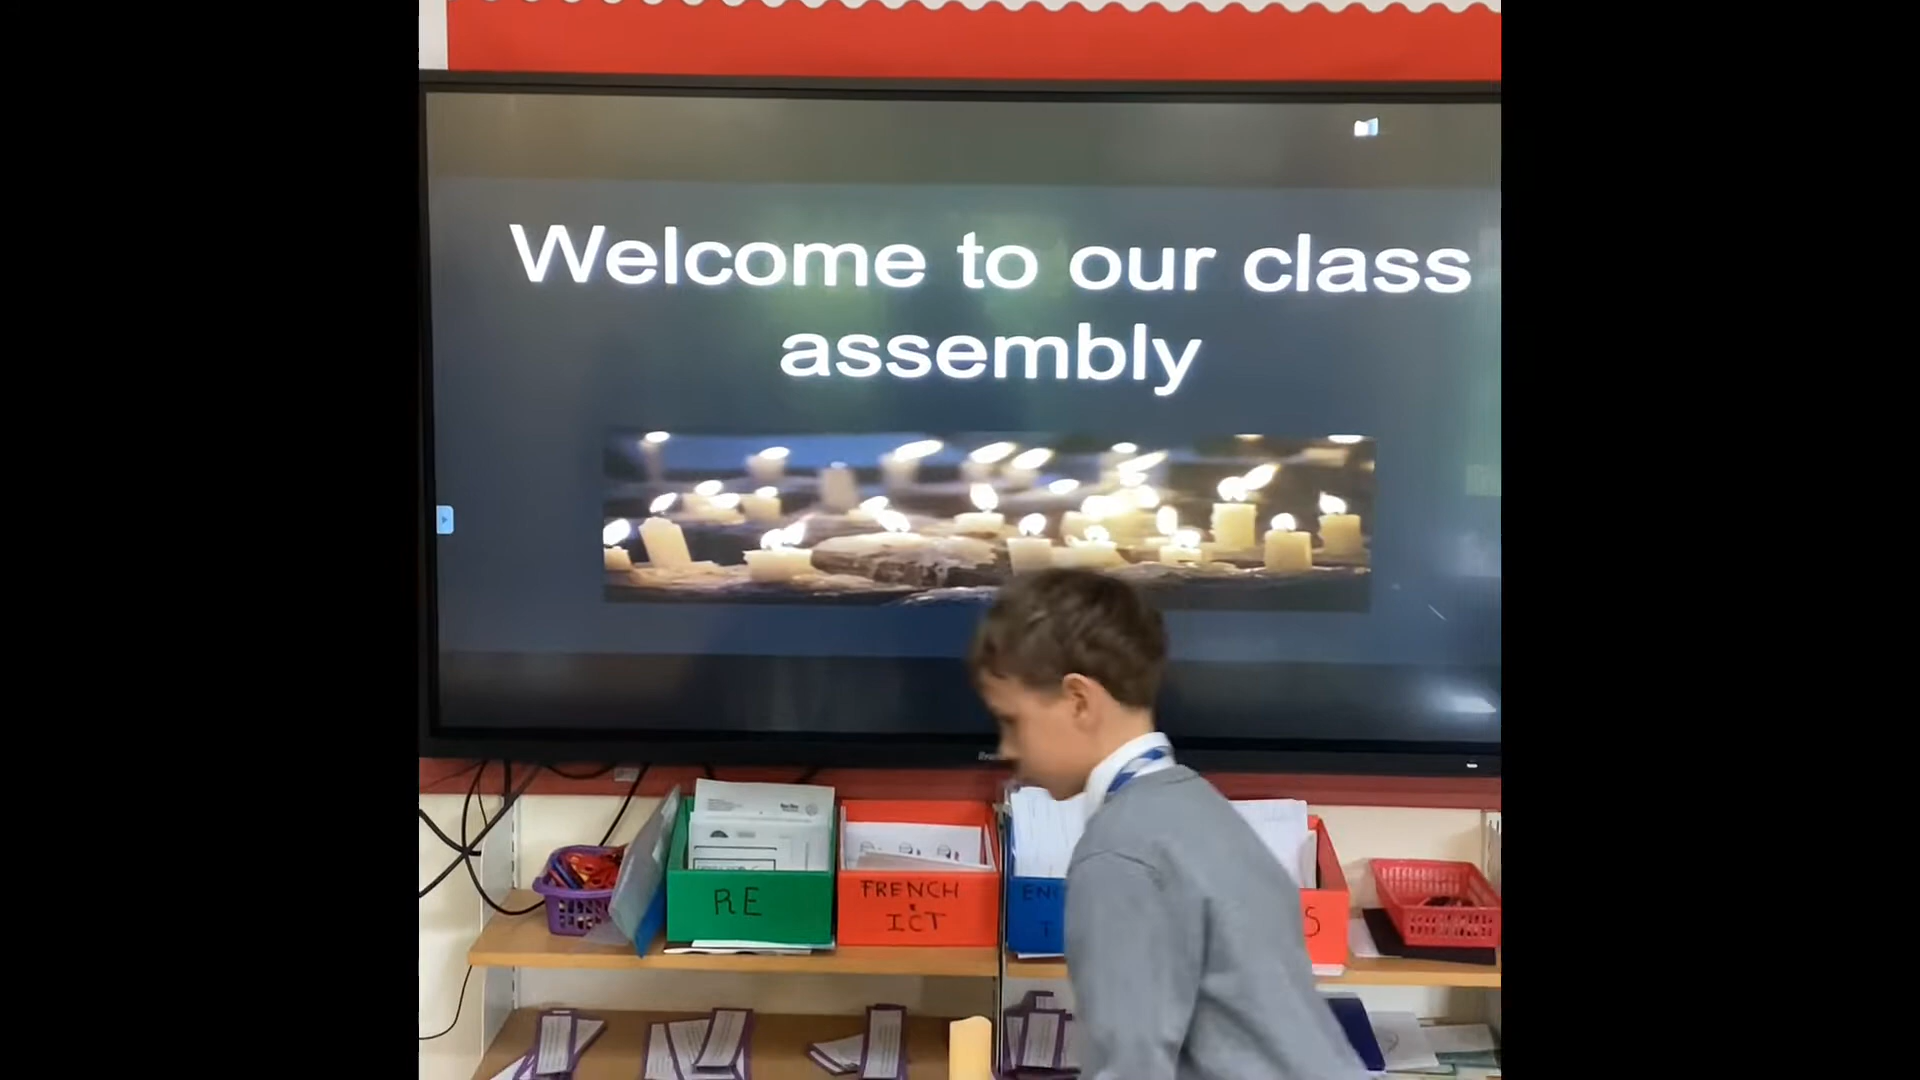 Welcome to our class
assembly
RE
FRENCH
&
ICT